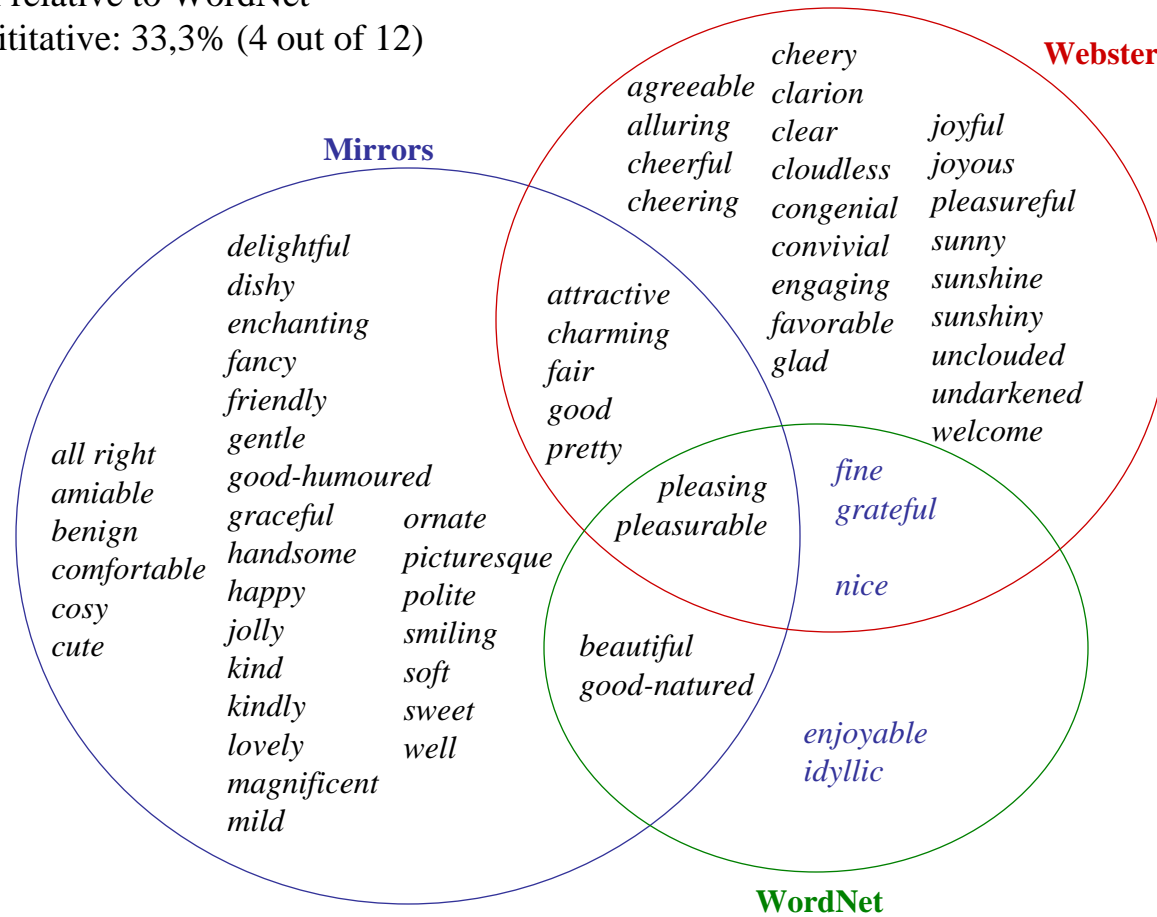 relative to WordNet
ititative: 33,3% (4 out of 12)
Webster
Mirrors
cheery
agreeable
clarion
alluring
clear
joyful
cheerful
cloudless
joyous
cheering
congenial
pleasureful
delightful
convivial
sunny
dishy
attractive
engaging
sunshine
enchanting
charming
favorable
sunshiny
fancy
fair
glad
unclouded
friendly
good
undarkened
gentle
pretty
welcome
all right
good-humoured
fine
amiable
pleasing
grateful
benign
graceful
ornate
pleasurable
comfortable
handsome
picturesque
nice
cosy
happy
polite
cute
jolly
smiling
beautiful
kind
soft
good-natured
kindly
sweet
enjoyable
lovely
well
idyllic
magnificent
mild
WordNet